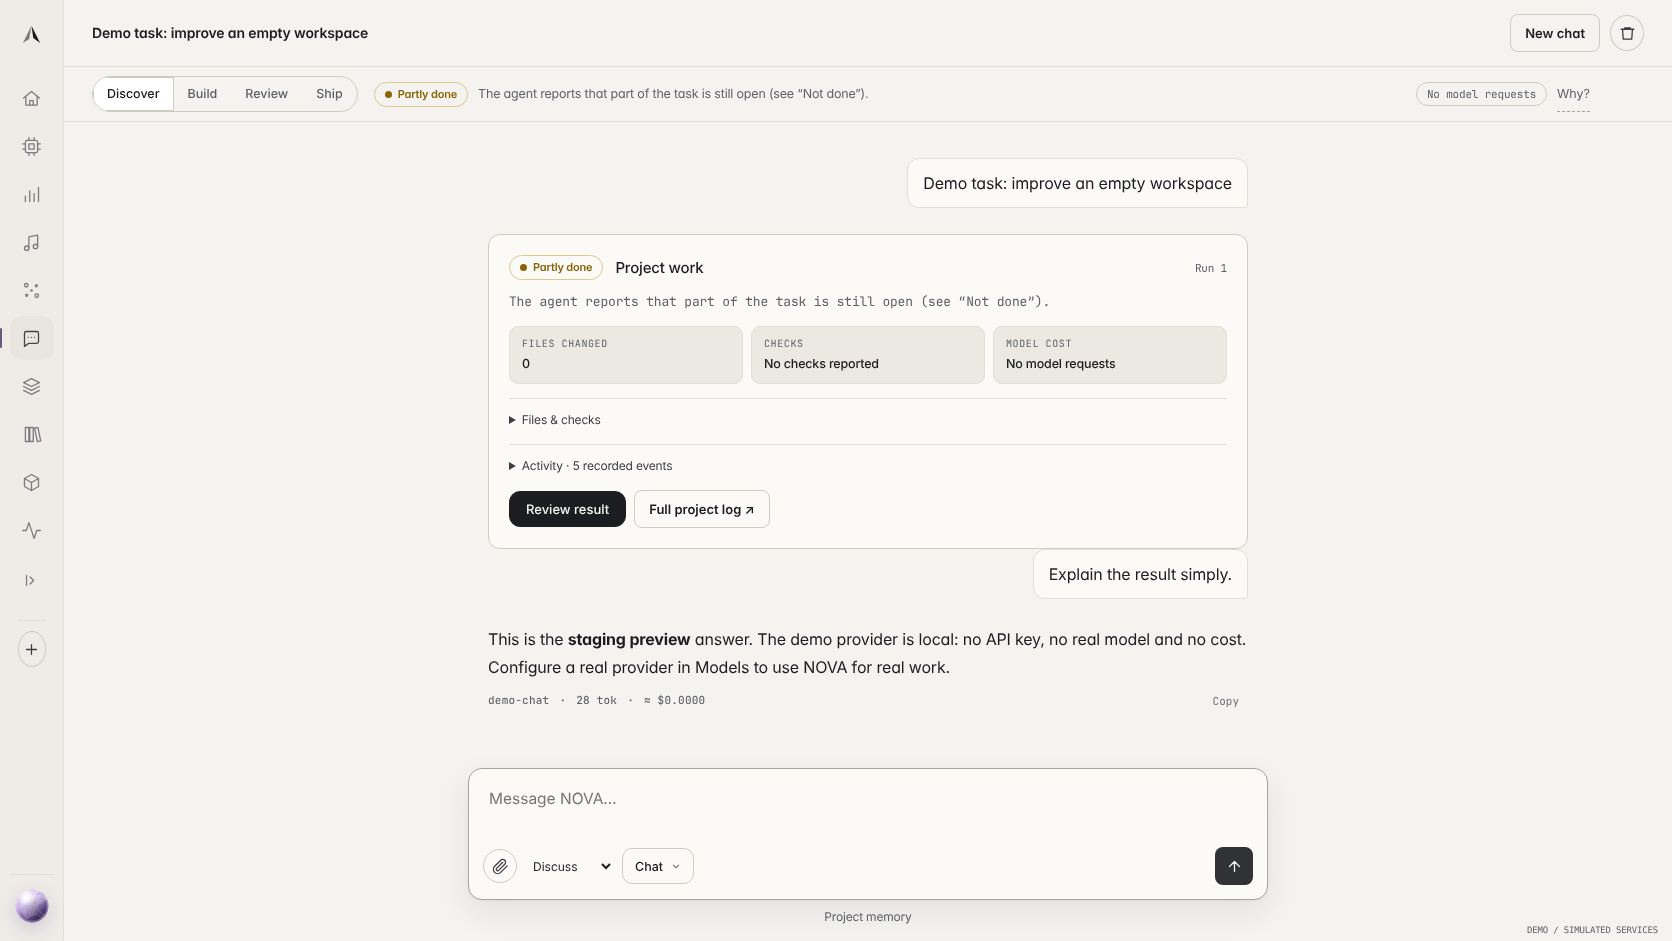 Demo task: improve an empty workspace
New chat
Discover Build Review Ship
Partly done
The agent reports that part of the task is still open (see “Not done”).
No model requests
Why?
Demo task: improve an empty workspace
Partly done
Project work
Run 1
The agent reports that part of the task is still open (see “Not done”).
FILES CHANGED
0
CHECKS
No checks reported
MODEL COST
No model requests
Files & checks
Activity · 5 recorded events
Review result
Full project log ↗
Explain the result simply.
This is the staging preview answer. The demo provider is local: no API key, no real model and no cost.
Configure a real provider in Models to use NOVA for real work.
demo-chat · 28 tok · ≈ $0.0000
Copy
Message NOVA...
Discuss
Chat
Project memory
DEMO / SIMULATED SERVICES